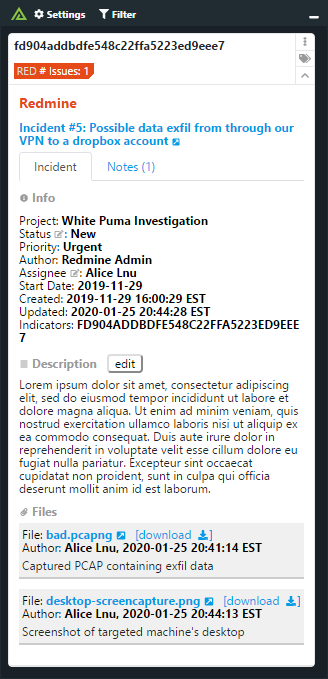 Settings Filter
fd904addbdfe548c22ffa5223ed9eee7
RED # Issues: 1
Redmine
Incident #5: Possible data exfil from through our
VPN to a dropbox account
Incident Notes (1)
Info
Project: White Puma Investigation
Status : New
Priority: Urgent
Author: Redmine Admin
Assignee : Alice Lnu
Start Date: 2019-11-29
Created: 2019-11-29 16:00:29 EST
Updated: 2020-01-25 20:44:28 EST
Indicators: FD904ADDBDFE548C22FFA5223ED9EEE
7
Description edit
Lorem ipsum dolor sit amet, consectetur adipiscing
elit, sed do eiusmod tempor incididunt ut labore et
dolore magna aliqua. Ut enim ad minim veniam, quis
nostrud exercitation ullamco laboris nisi ut aliquip ex
ea commodo consequat. Duis aute irure dolor in
reprehenderit in voluptate velit esse cillum dolore eu
fugiat nulla pariatur. Excepteur sint occaecat
cupidatat non proident, sunt in culpa qui officia
deserunt mollit anim id est laborum.
Files
File: bad.pcapng [download ]
Author: Alice Lnu, 2020-01-25 20:41:14 EST
Captured PCAP containing exfil data
File: desktop-screencapture.png [download ]
Author: Alice Lnu, 2020-01-25 20:44:13 EST
Screenshot of targeted machine's desktop